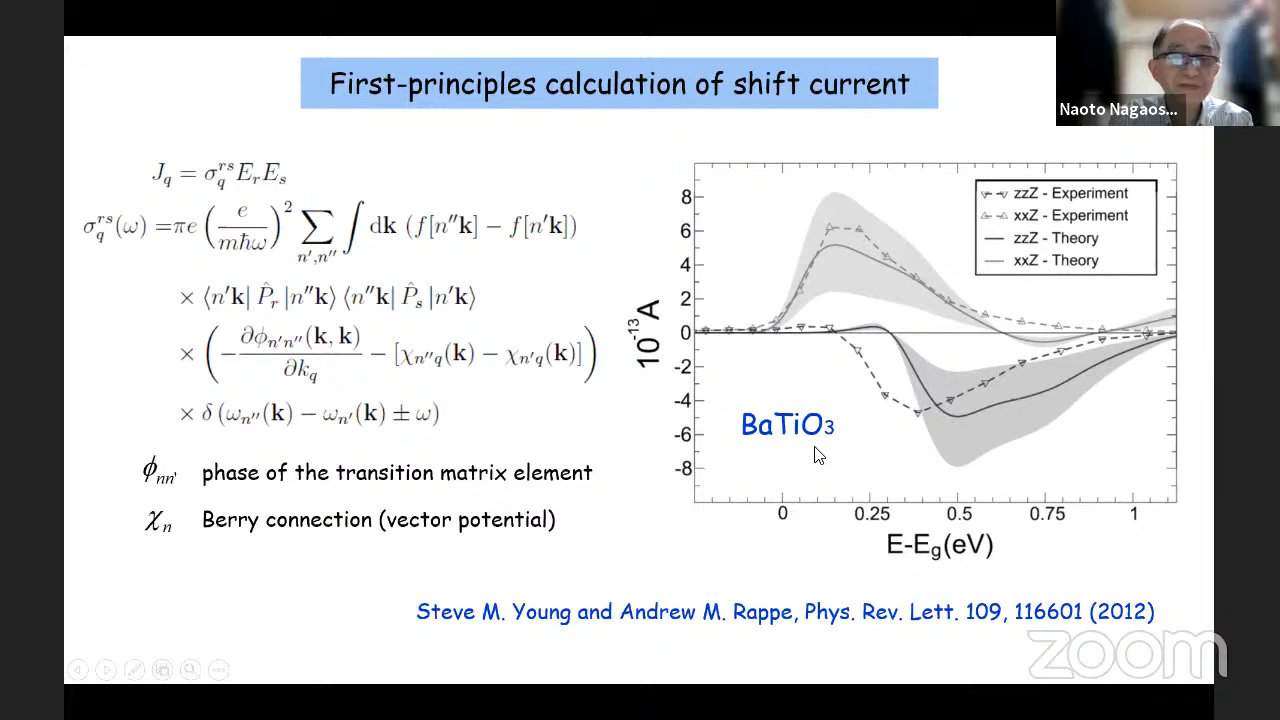 First-principles calculation of shift current
Naoto Nagaos...
J_q = σ_q^{rs} E_r E_s
σ_q^{rs}(ω) = πe (e/mħω)^2 ∑_{n',n''} ∫ dk (f[n''k] − f[n'k])
× ⟨n'k| P̂_r |n''k⟩ ⟨n''k| P̂_s |n'k⟩
× (−∂φ_{n'n''}(k, k)/∂k_q − [χ_{n''q}(k) − χ_{n'q}(k)])
× δ (ω_{n''}(k) − ω_{n'}(k) ± ω)
ϕ_{nn'} phase of the transition matrix element
χ_n Berry connection (vector potential)
zzZ - Experiment
xxZ - Experiment
zzZ - Theory
xxZ - Theory
8
6
4
2
0
-2
-4
-6
-8
10^{-13} A
BaTiO3
0 0.25 0.5 0.75 1
E-E_g(eV)
Steve M. Young and Andrew M. Rappe, Phys. Rev. Lett. 109, 116601 (2012)
zoom